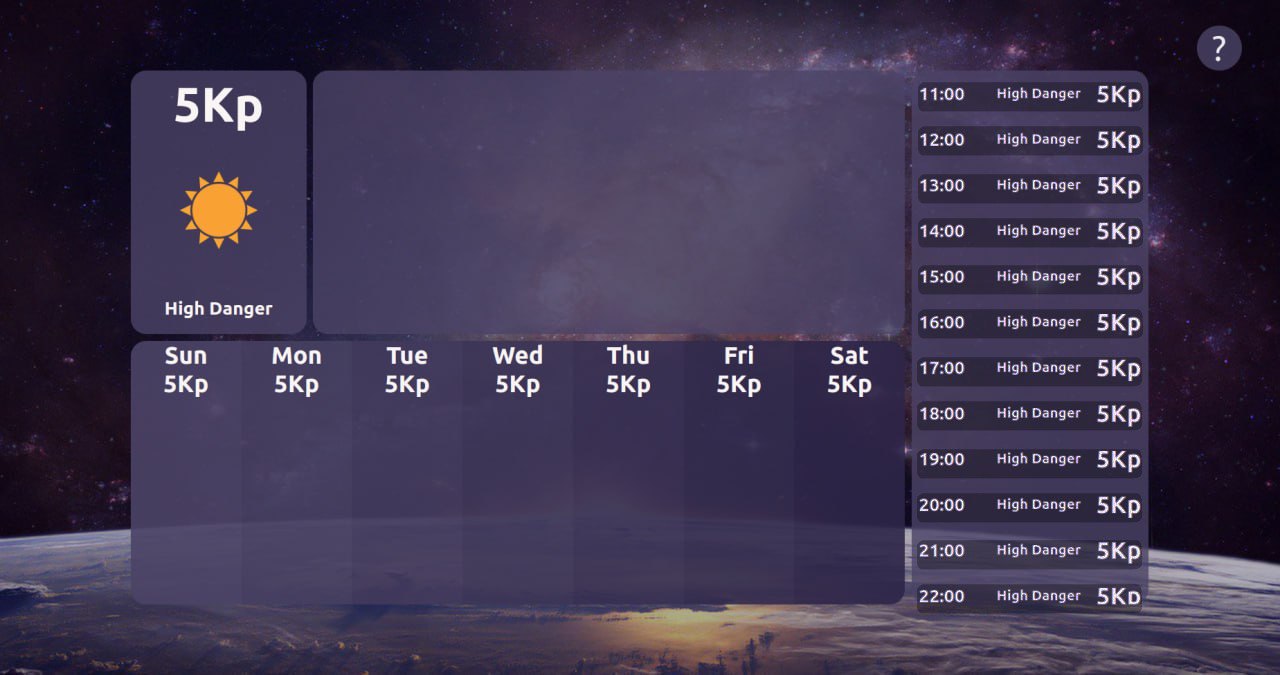 ?
5Kp
High Danger
Sun Mon Tue Wed Thu Fri Sat
5Kp 5Kp 5Kp 5Kp 5Kp 5Kp 5Kp
11:00 High Danger 5Kp
12:00 High Danger 5Kp
13:00 High Danger 5Kp
14:00 High Danger 5Kp
15:00 High Danger 5Kp
16:00 High Danger 5Kp
17:00 High Danger 5Kp
18:00 High Danger 5Kp
19:00 High Danger 5Kp
20:00 High Danger 5Kp
21:00 High Danger 5Kp
22:00 High Danger 5Kp